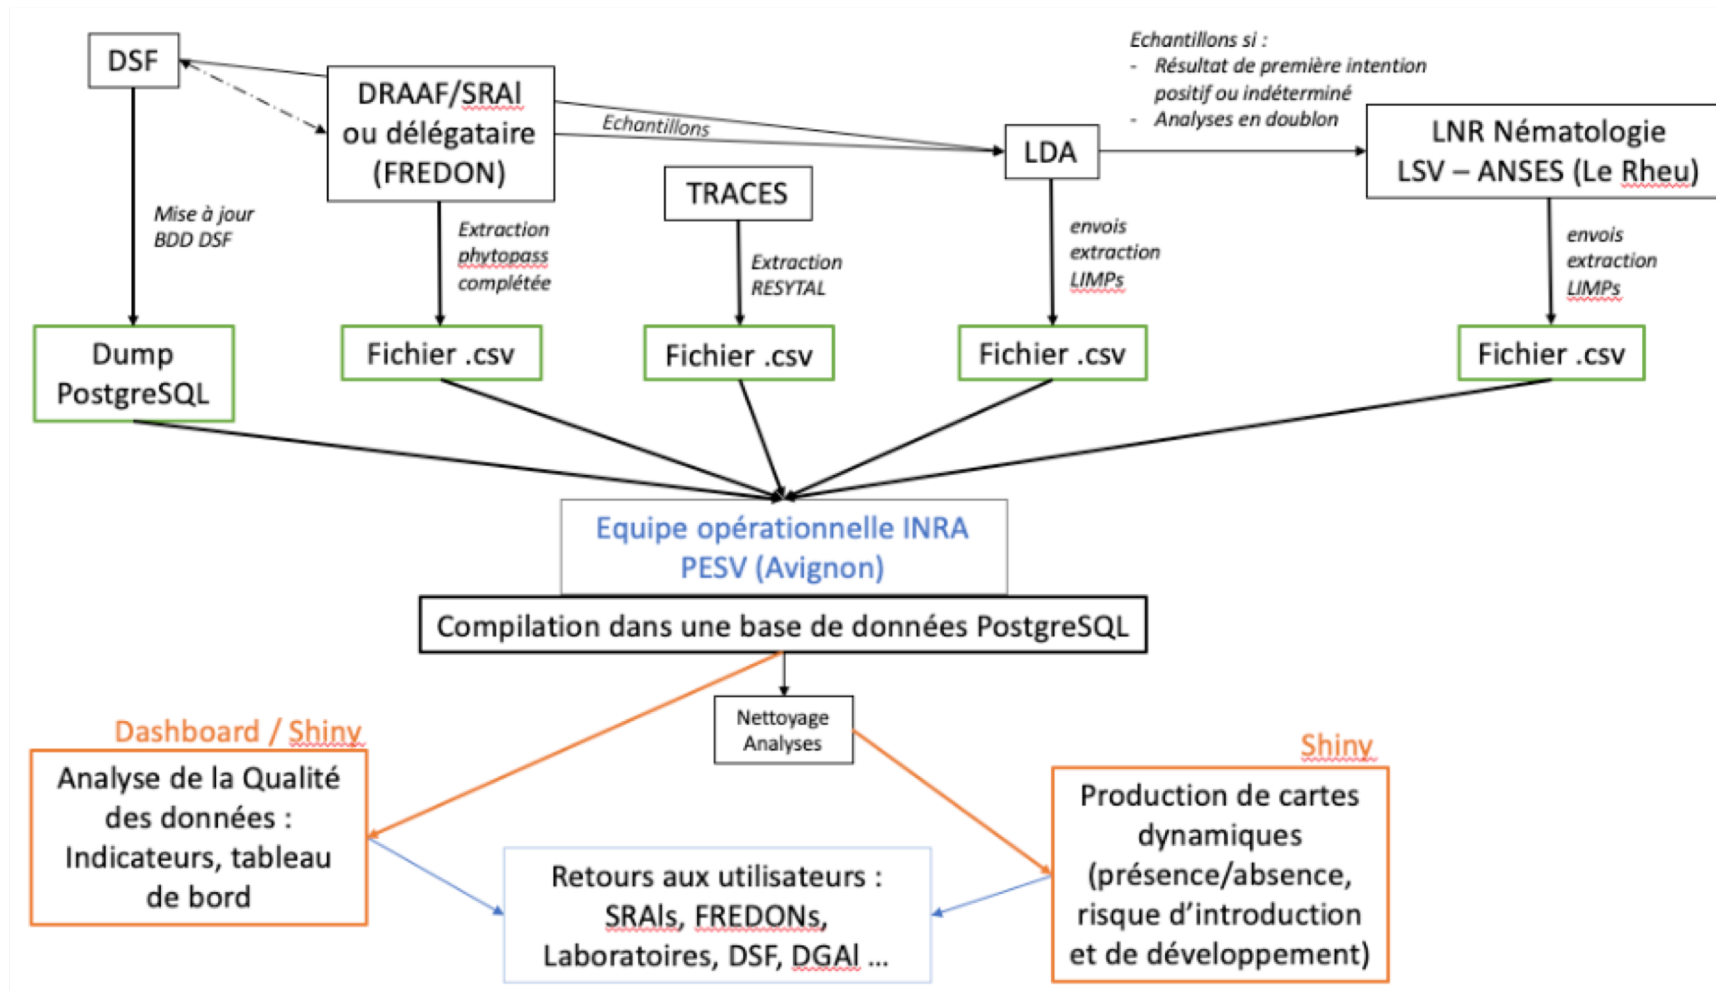 DSF
DRAAF/SRAl
ou délégataire
(FREDON)
Echantillons
TRACES
LDA
Echantillons si :
- Résultat de première intention
positif ou indéterminé
- Analyses en doublon
LNR Nématologie
LSV – ANSES (Le Rheu)
Mise à jour
BDD DSF
Extraction
phytopass
complétée
Extraction
RESYTAL
envois
extraction
LIMPs
envois
extraction
LIMPs
Dump
PostgreSQL
Fichier .csv
Fichier .csv
Fichier .csv
Fichier .csv
Equipe opérationnelle INRA
PESV (Avignon)
Compilation dans une base de données PostgreSQL
Nettoyage
Analyses
Dashboard / Shiny
Analyse de la Qualité
des données :
Indicateurs, tableau
de bord
Shiny
Production de cartes
dynamiques
(présence/absence,
risque d’introduction
et de développement)
Retours aux utilisateurs :
SRAls, FREDONs,
Laboratoires, DSF, DGAl ...